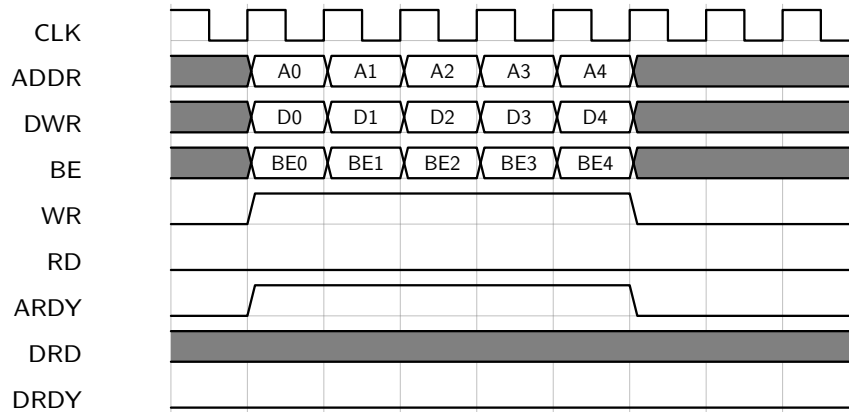 CLK
ADDR A0 A1 A2 A3 A4
DWR D0 D1 D2 D3 D4
BE BE0 BE1 BE2 BE3 BE4
WR
RD
ARDY
DRD
DRDY